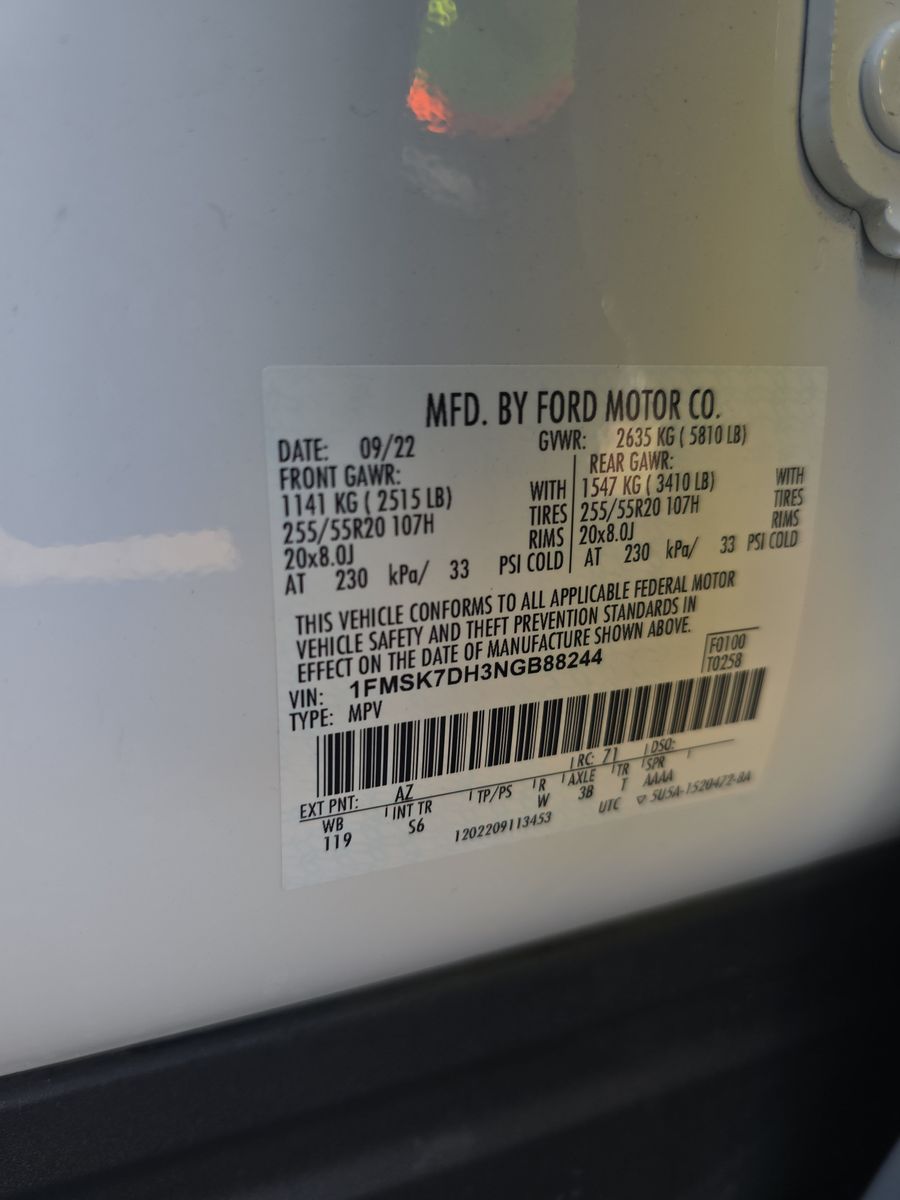 MFD. BY FORD MOTOR CO.
DATE: 09/22 GVWR: 2635 KG ( 5810 LB)
FRONT GAWR: REAR GAWR:
1141 KG ( 2515 LB) WITH 1547 KG ( 3410 LB) WITH
255/55R20 107H TIRES 255/55R20 107H TIRES
20x8.0J RIMS 20x8.0J RIMS
AT 230 kPa/ 33 PSI COLD AT 230 kPa/ 33 PSI COLD
THIS VEHICLE CONFORMS TO ALL APPLICABLE FEDERAL MOTOR
VEHICLE SAFETY AND THEFT PREVENTION STANDARDS IN
EFFECT ON THE DATE OF MANUFACTURE SHOWN ABOVE.
VIN: 1FMSK7DH3NGB88244 F0100
TYPE: MPV T0258
EXT PNT: AZ RC: 71 DSO:
WB INT TR TP/PS R AXLE TR SPR
119 S6 W 3B T AAAA
1202209113453 UTC ▽ 5U5A-1520472-8A